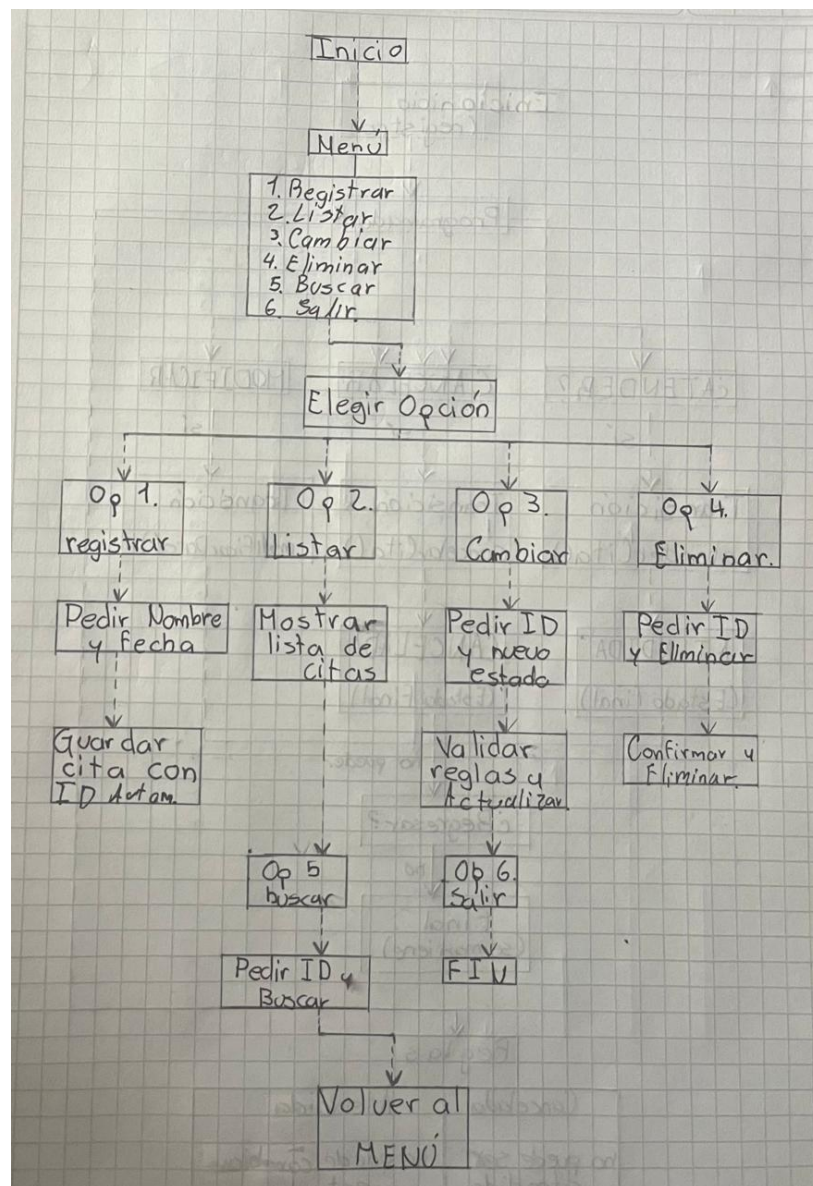 Inicio
Menú
1. Registrar
2. Listar
3. Cambiar
4. Eliminar
5. Buscar
6. Salir.
Elegir Opción
Op 1.
registrar
Op 2.
Listar
Op 3.
Cambiar
Op 4.
Eliminar.
Pedir Nombre
y fecha
Mostrar
lista de
citas
Pedir ID
y nuevo
estado
Pedir ID
y Eliminar
Guardar
cita con
ID Autom.
Validar
reglas y
Actualizar
Confirmar y
Eliminar.
Op 5
buscar
Op 6.
Salir
Pedir ID y
Buscar
FIN
Volver al
MENÚ